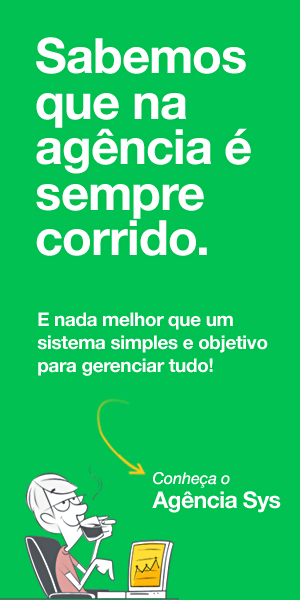 Sabemos
que na
agência é
sempre
corrido.
E nada melhor que um
sistema simples e objetivo
para gerenciar tudo!
Conheça o
Agência Sys